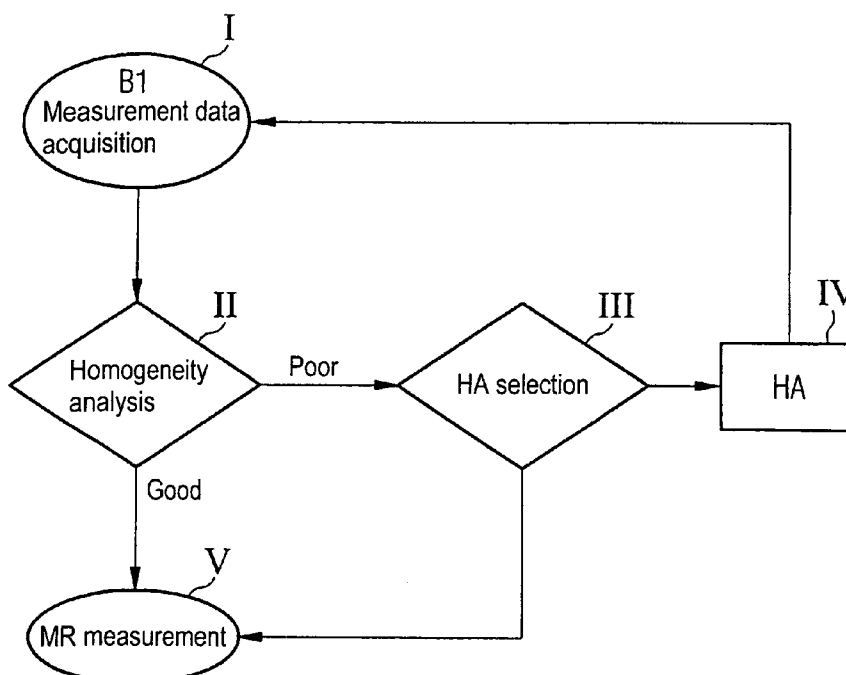 I
B1
Measurement data
acquisition
II
Homogeneity
analysis
Poor
III
HA selection
IV
HA
Good
V
MR measurement